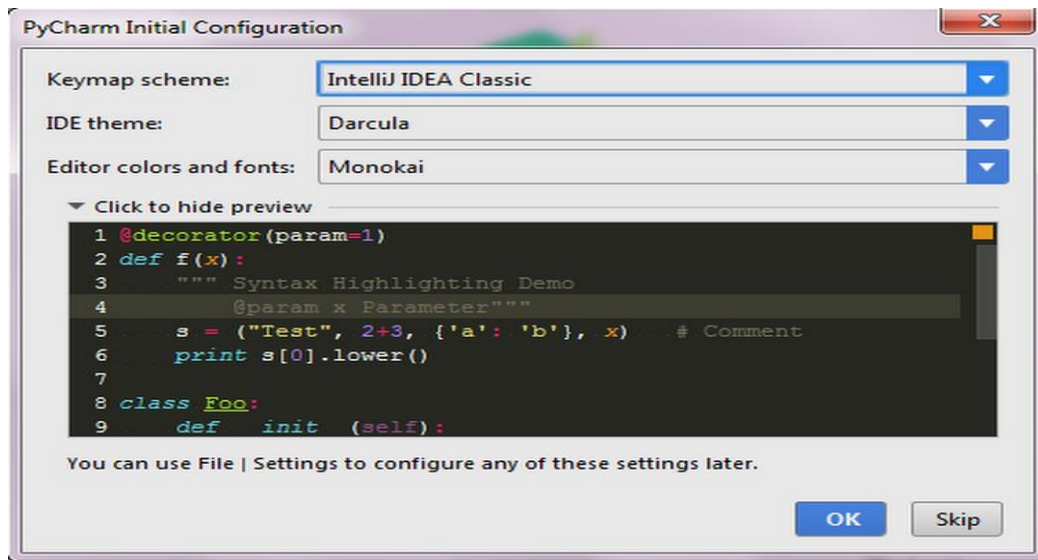 PyCharm Initial Configuration
Keymap scheme: IntelliJ IDEA Classic
IDE theme: Darcula
Editor colors and fonts: Monokai
Click to hide preview
1 @decorator(param=1)
2 def f(x):
3     """ Syntax Highlighting Demo
4         @param x Parameter"""
5     s = ("Test", 2+3, {'a': 'b'}, x)   # Comment
6     print s[0].lower()
7
8 class Foo:
9     def __init__(self):
You can use File | Settings to configure any of these settings later.
OK Skip